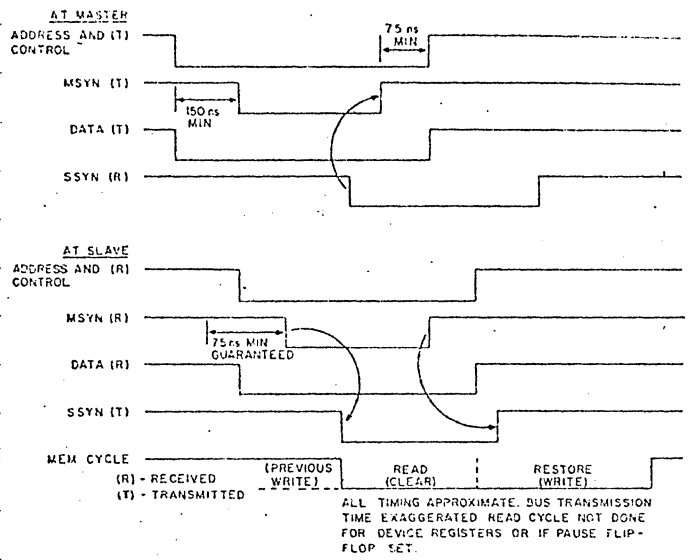 AT MASTER
ADDRESS AND (T)
CONTROL
75 ns
MIN
MSYN (T)
150 ns
MIN
DATA (T)
SSYN (R)
AT SLAVE
ADDRESS AND (R)
CONTROL
MSYN (R)
75 ns MIN
GUARANTEED
DATA (R)
SSYN (T)
MEM CYCLE
(PREVIOUS
WRITE)
READ
(CLEAR)
RESTORE
(WRITE)
(R) - RECEIVED
(T) - TRANSMITTED
ALL TIMING APPROXIMATE. BUS TRANSMISSION
TIME EXAGGERATED READ CYCLE NOT DONE
FOR DEVICE REGISTERS OR IF PAUSE FLIP-
FLOP SET.